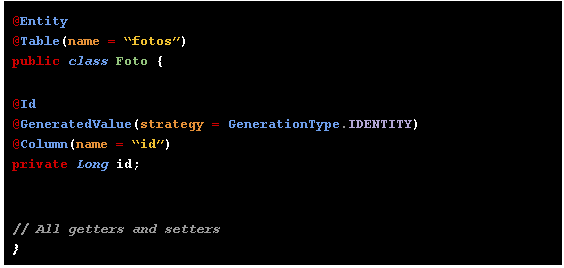 @Entity
@Table(name = “fotos”)
public class Foto {
@Id
@GeneratedValue(strategy = GenerationType.IDENTITY)
@Column(name = “id”)
private Long id;
// All getters and setters
}